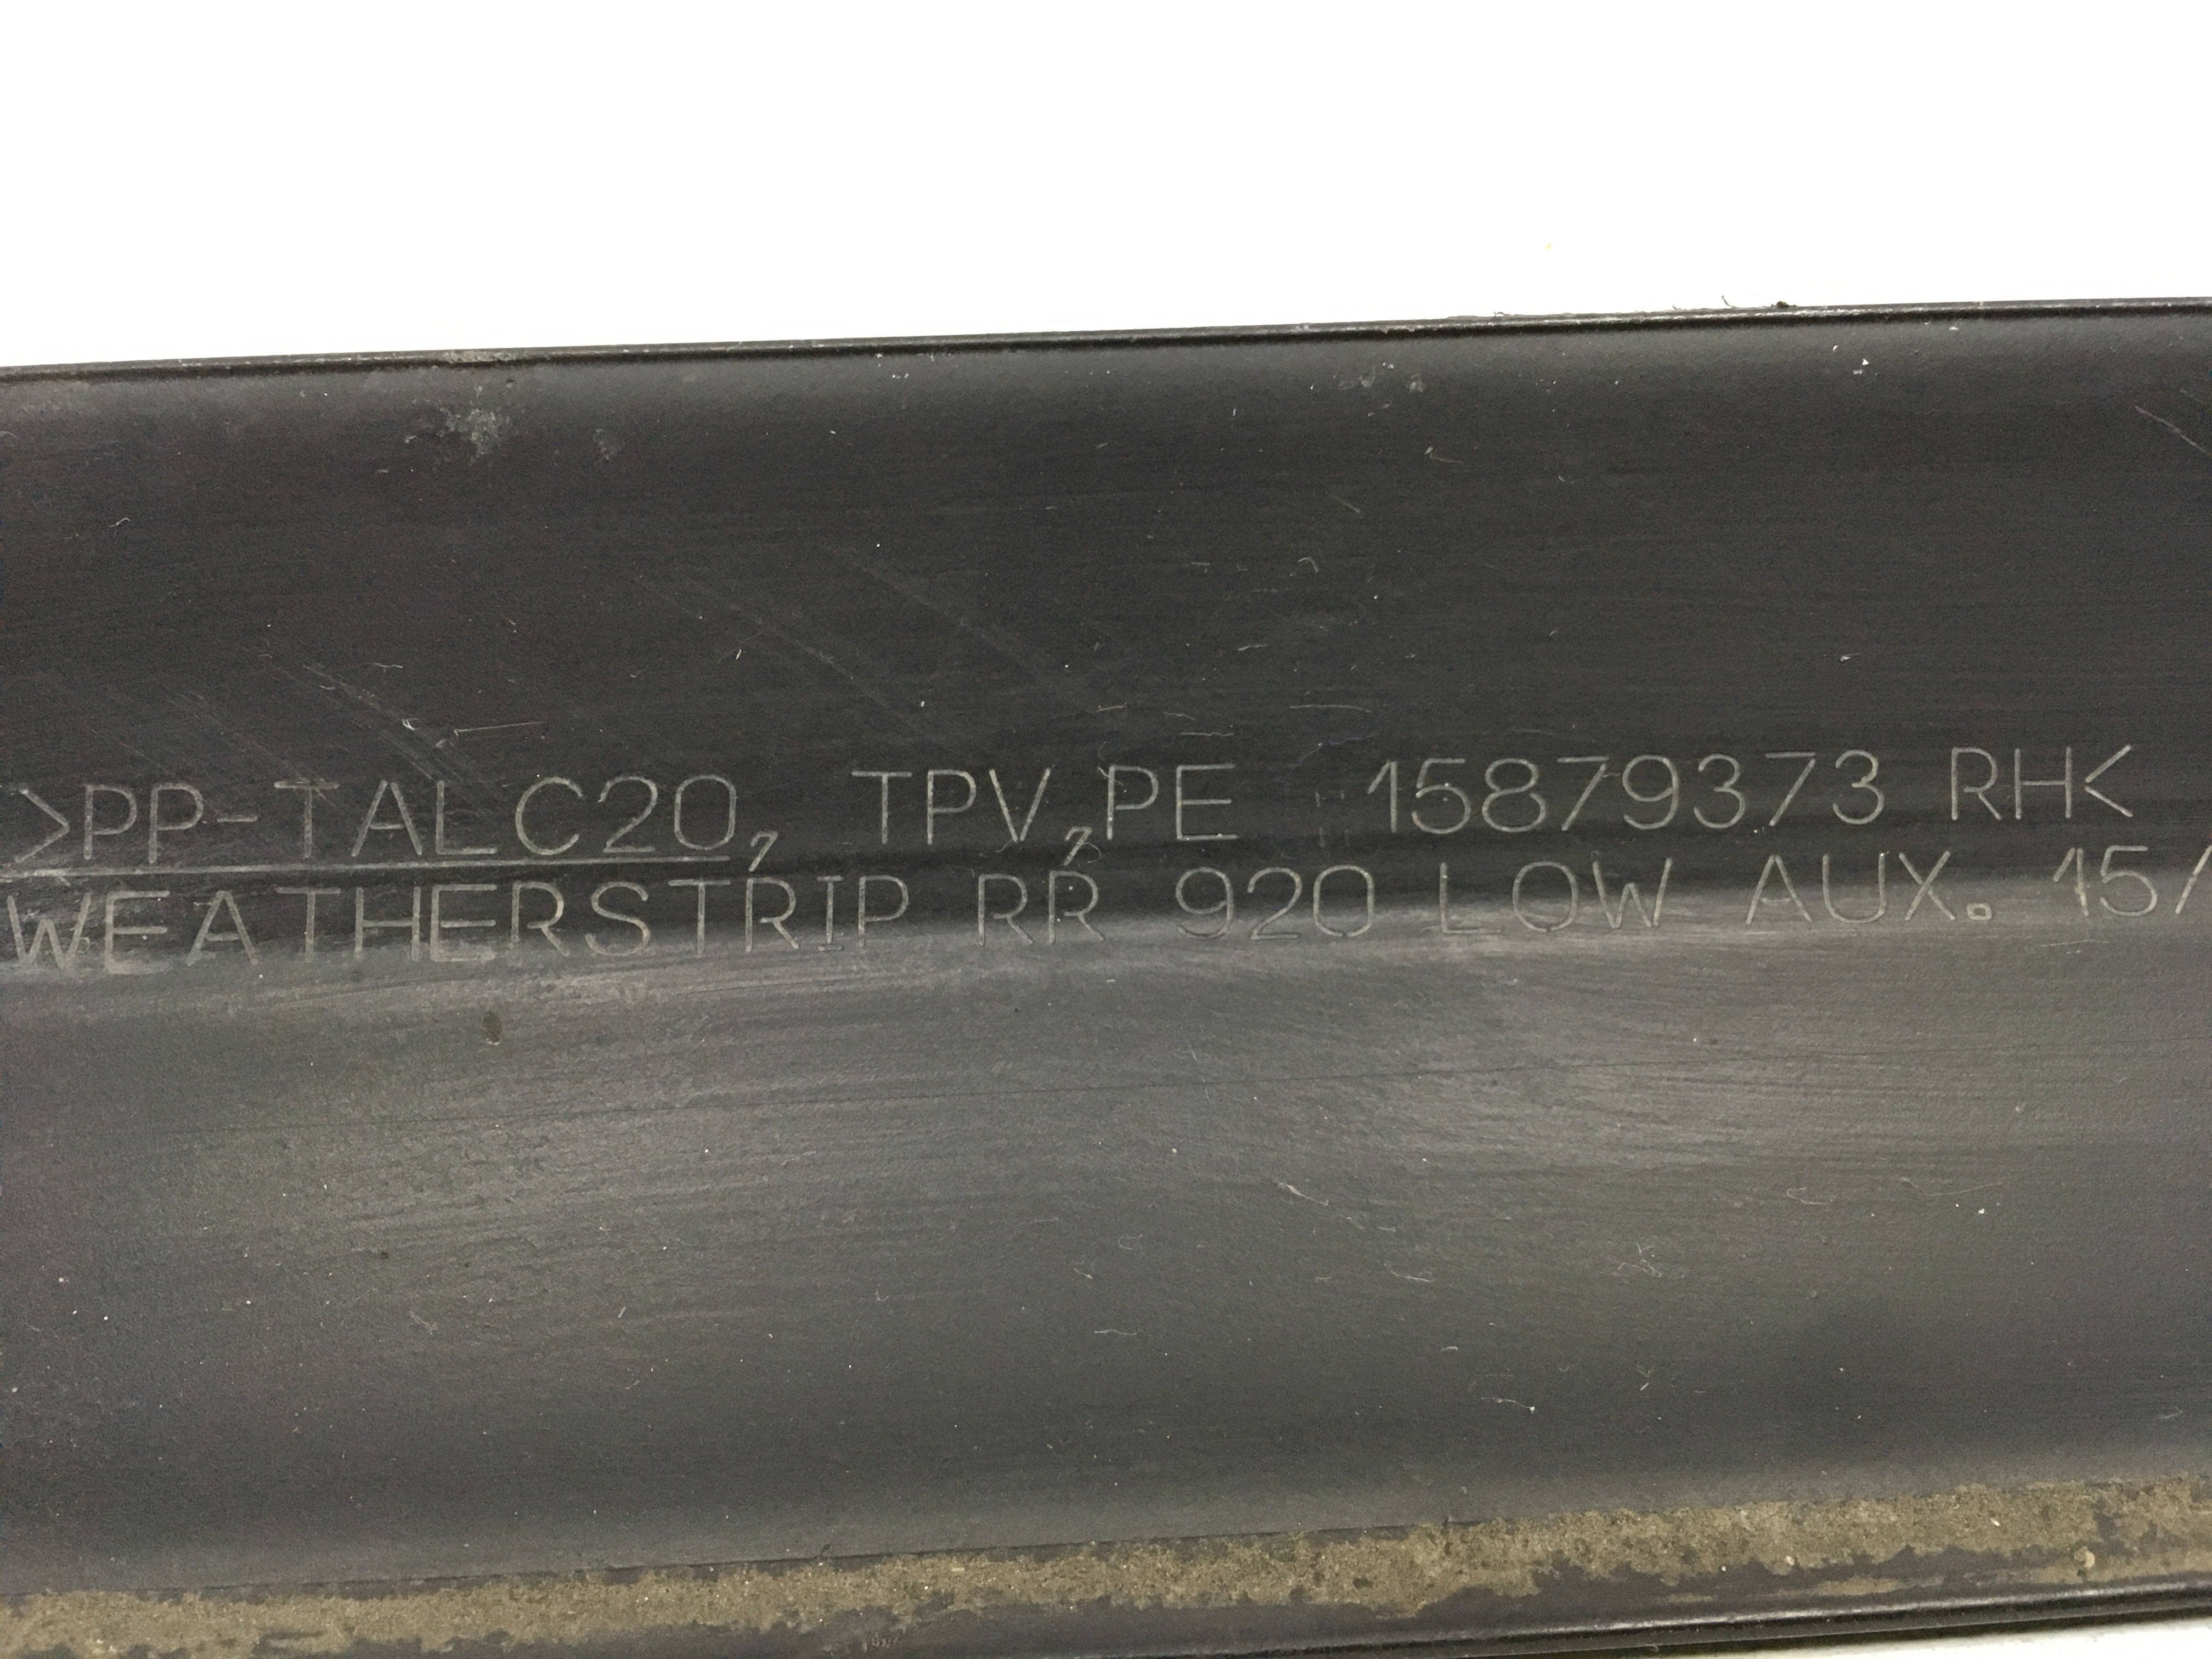 >PP-TALC20, TPV,PE 15879373 RH<
WEATHERSTRIP RR 920 LOW AUX. 15/